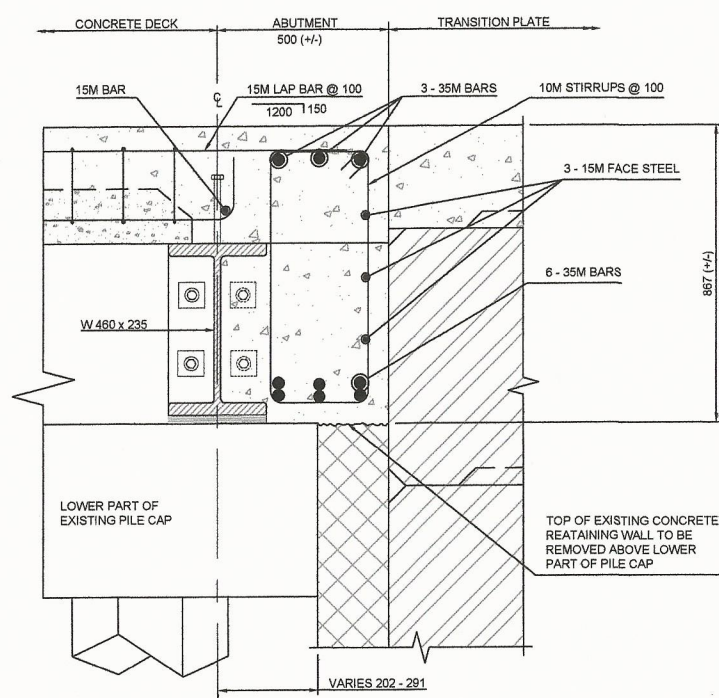 CONCRETE DECK
ABUTMENT
TRANSITION PLATE
500 (+/-)
15M BAR
℄
15M LAP BAR @ 100
1200
150
3 - 35M BARS
10M STIRRUPS @ 100
3 - 15M FACE STEEL
6 - 35M BARS
867 (+/-)
W 460 x 235
LOWER PART OF
EXISTING PILE CAP
TOP OF EXISTING CONCRETE
REATAINING WALL TO BE
REMOVED ABOVE LOWER
PART OF PILE CAP
VARIES 202 - 291